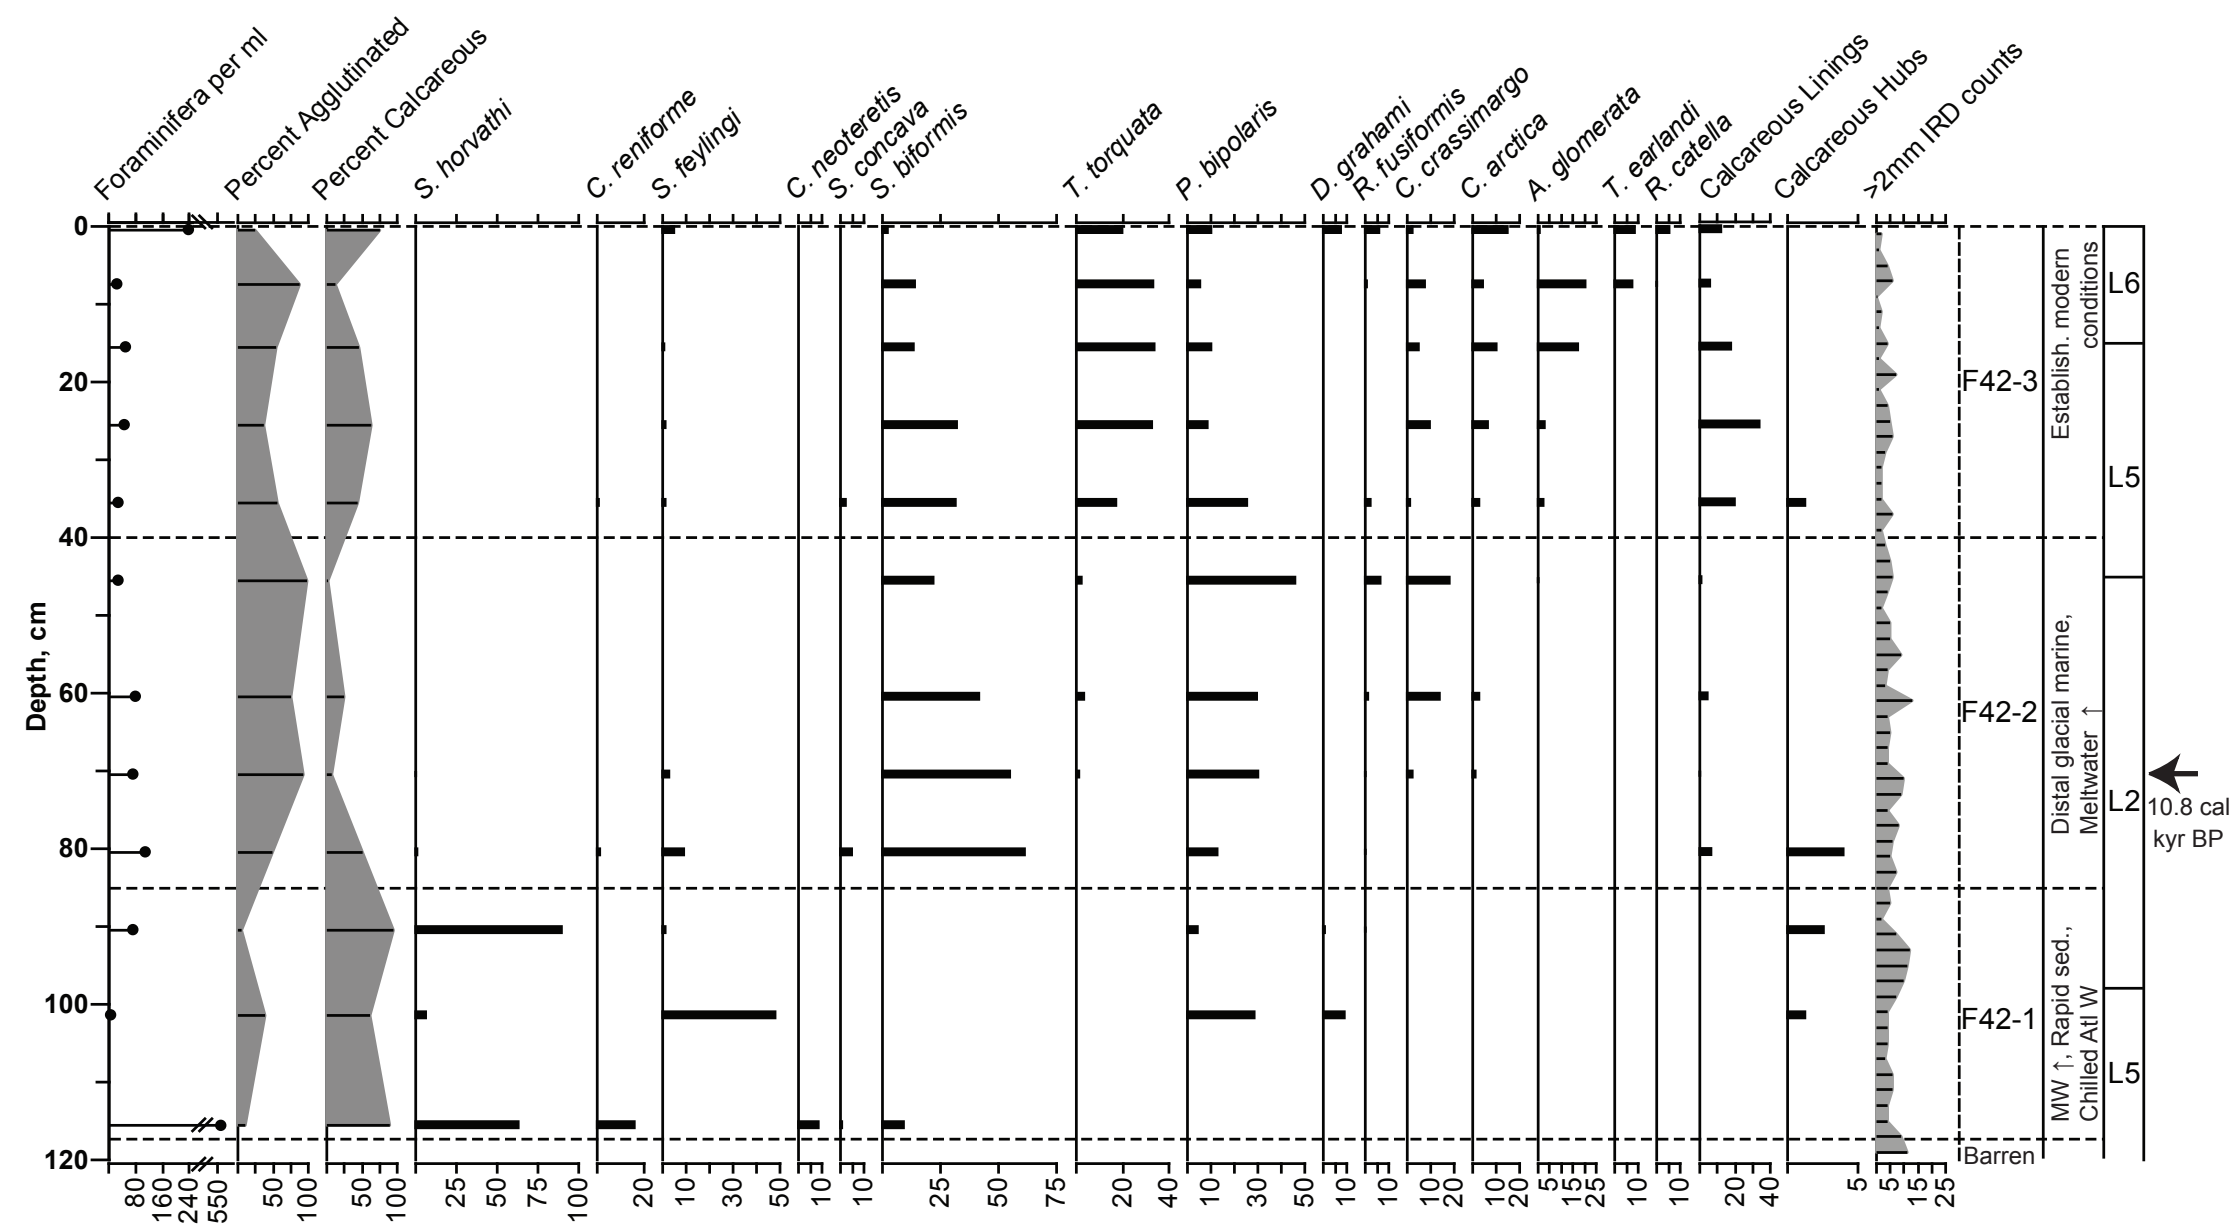 Foraminifera per ml
Percent Agglutinated
Percent Calcareous
S. horvathi
C. reniforme
S. feylingi
C. neoteretis
S. concava
S. biformis
T. torquata
P. bipolaris
D. grahami
R. fusiformis
C. crassimargo
C. arctica
A. glomerata
T. earlandi
R. catella
Calcareous Linings
Calcareous Hubs
>2mm IRD counts
Depth, cm
0
20
40
60
80
100
120
F42-3
F42-2
F42-1
Barren
Establish. modern
conditions
Distal glacial marine,
Meltwater ↑
MW ↑, Rapid sed.,
Chilled Atl W
L6
L5
L2
L5
10.8 cal
kyr BP
80 160 240 550
50 100
50 100
25 50 75 100
20
10 30 50
10
10
25 50 75
20 40
10 30 50
10
10
10 20
10 20
5 15 25
10
10
20 40
5
5 15 25